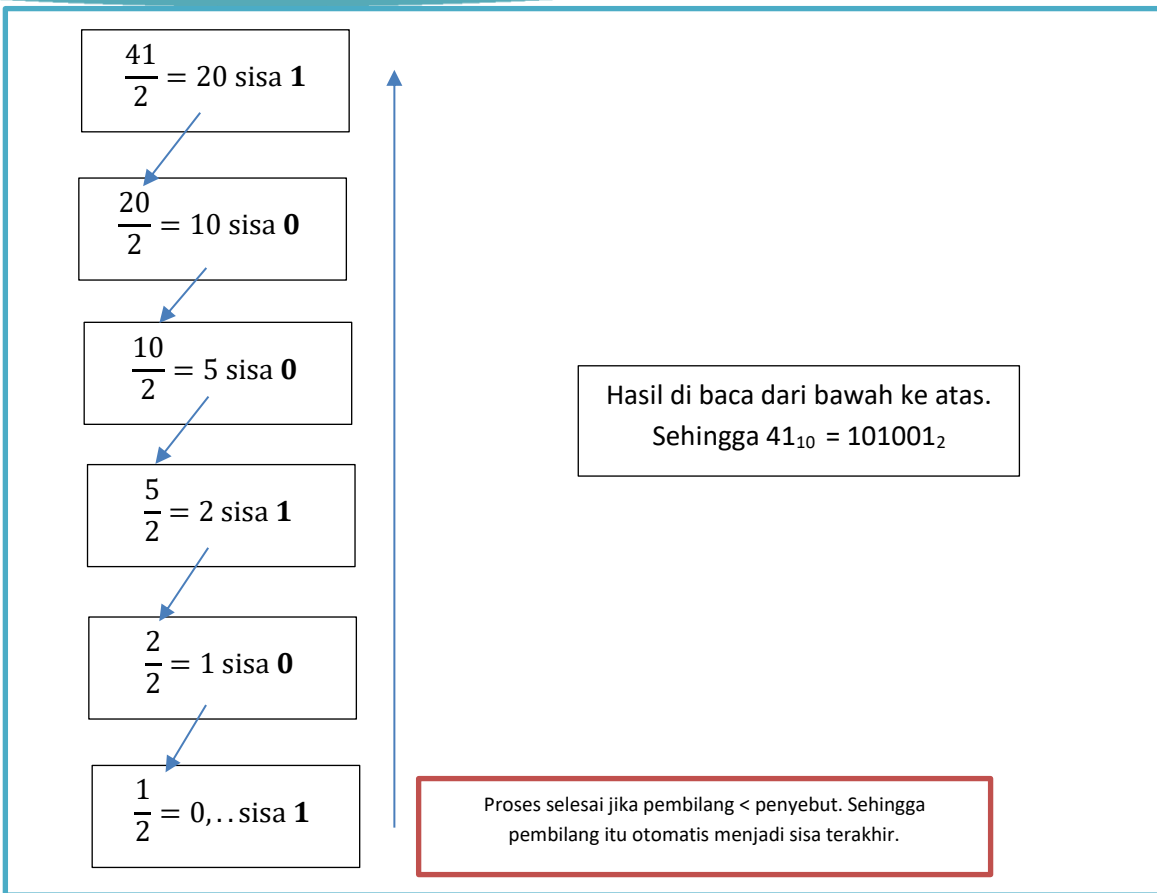 41/2 = 20 sisa 1
20/2 = 10 sisa 0
10/2 = 5 sisa 0
5/2 = 2 sisa 1
2/2 = 1 sisa 0
1/2 = 0,.. sisa 1
Hasil di baca dari bawah ke atas.
Sehingga 41₁₀ = 101001₂
Proses selesai jika pembilang < penyebut. Sehingga
pembilang itu otomatis menjadi sisa terakhir.